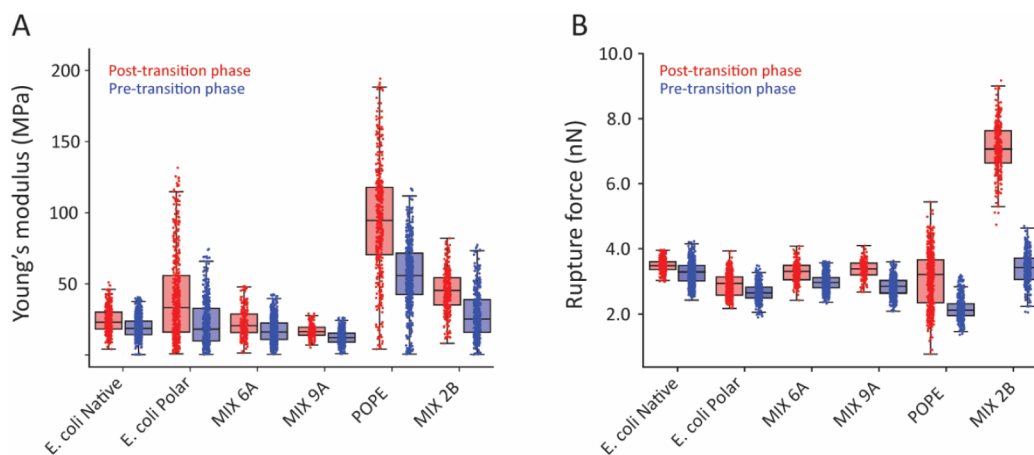 A
Young's modulus (MPa)
200
150
100
50
Post-transition phase
Pre-transition phase
E. coli Native
E. coli Polar
MIX 6A
MIX 9A
POPE
MIX 2B
B
Rupture force (nN)
10.0
8.0
6.0
4.0
2.0
Post-transition phase
Pre-transition phase
E. coli Native
E. coli Polar
MIX 6A
MIX 9A
POPE
MIX 2B